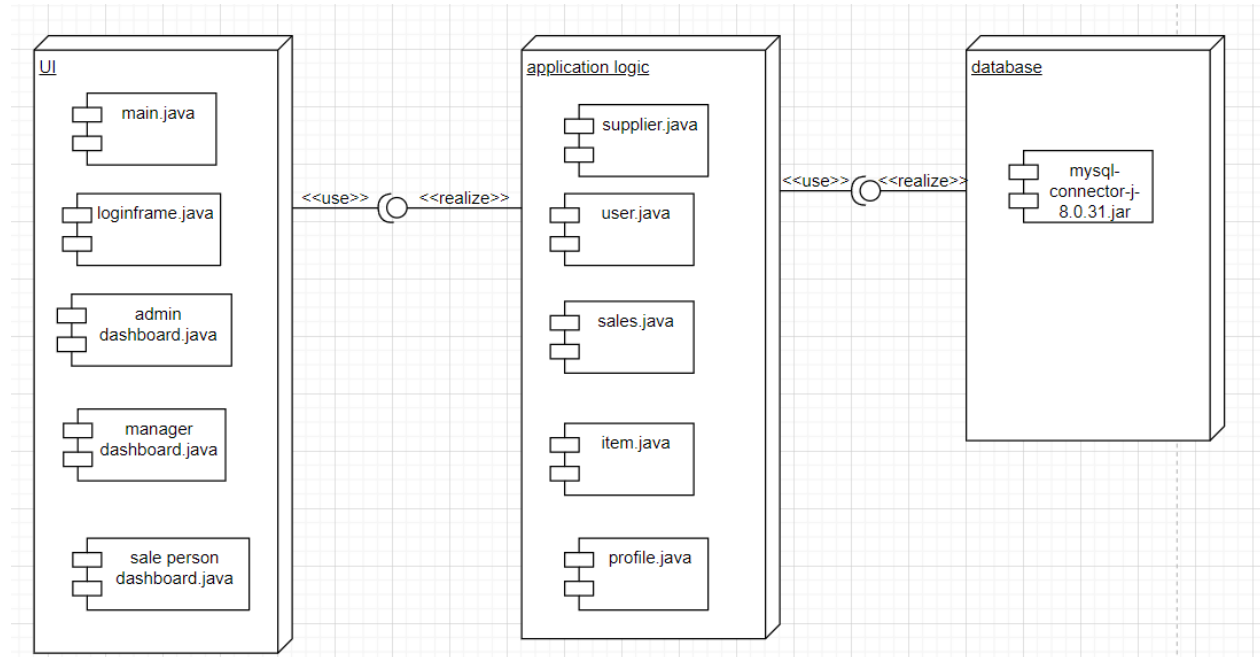 UI
main.java
loginframe.java
admin
dashboard.java
manager
dashboard.java
sale person
dashboard.java
<<use>>
<<realize>>
application logic
supplier.java
user.java
sales.java
item.java
profile.java
<<use>>
<<realize>>
database
mysql-
connector-j-
8.0.31.jar